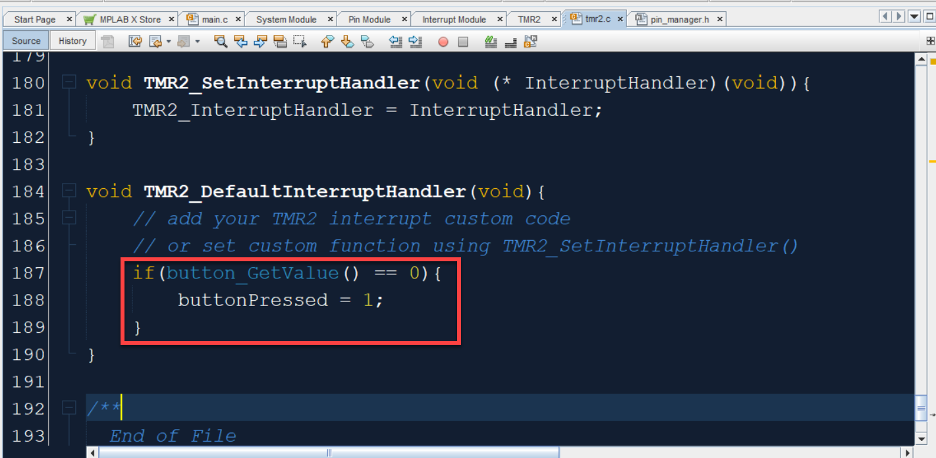 Start Page MPLAB X Store main.c System Module Pin Module Interrupt Module TMR2 tmr2.c pin_manager.h
Source History
179
180 void TMR2_SetInterruptHandler(void (* InterruptHandler)(void)){
181 TMR2_InterruptHandler = InterruptHandler;
182 }
183
184 void TMR2_DefaultInterruptHandler(void){
185 // add your TMR2 interrupt custom code
186 // or set custom function using TMR2_SetInterruptHandler()
187 if(button_GetValue() == 0){
188 buttonPressed = 1;
189 }
190 }
191
192 /**
193 End of File